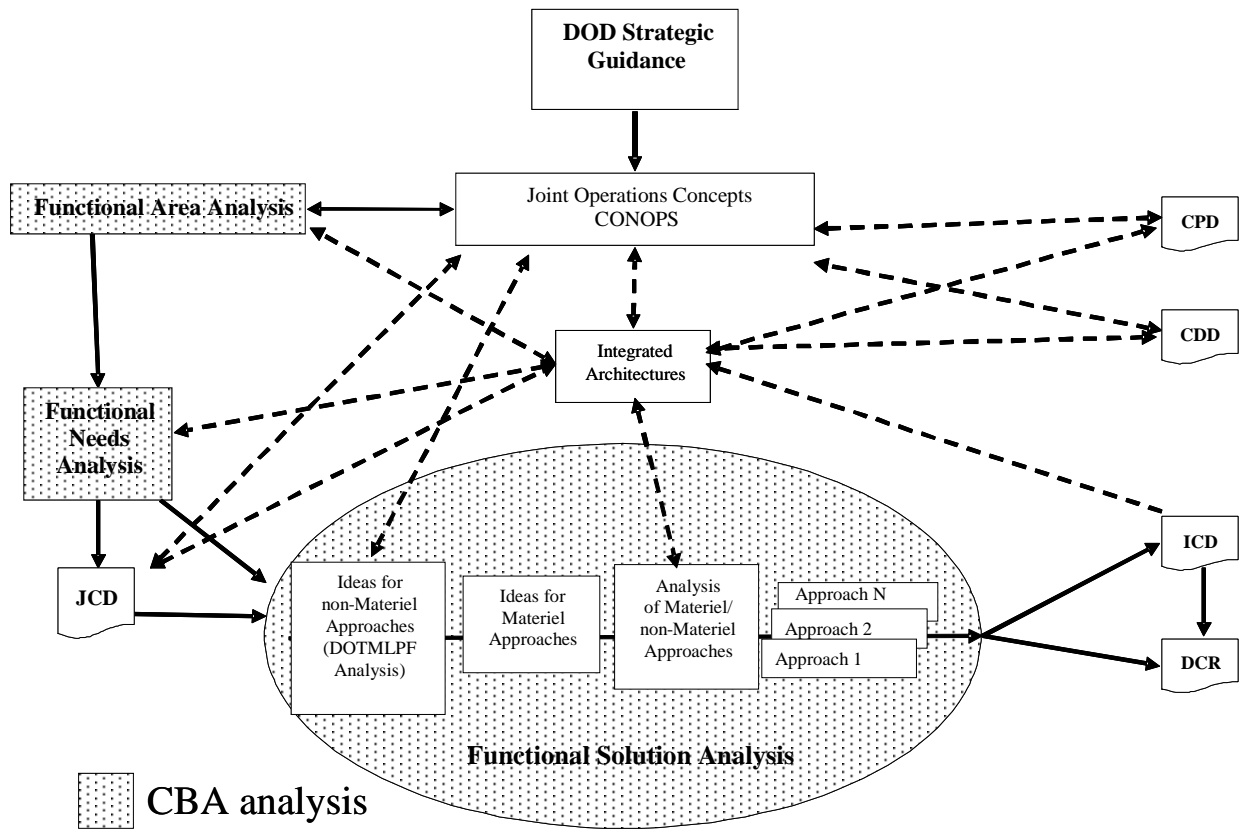 DOD Strategic
Guidance
Functional Area Analysis
Joint Operations Concepts
CONOPS
CPD
CDD
Integrated
Architectures
Functional
Needs
Analysis
JCD
Ideas for
non-Materiel
Approaches
(DOTMLPF
Analysis)
Ideas for
Materiel
Approaches
Analysis
of Materiel/
non-Materiel
Approaches
Approach N
Approach 2
Approach 1
ICD
DCR
Functional Solution Analysis
CBA analysis